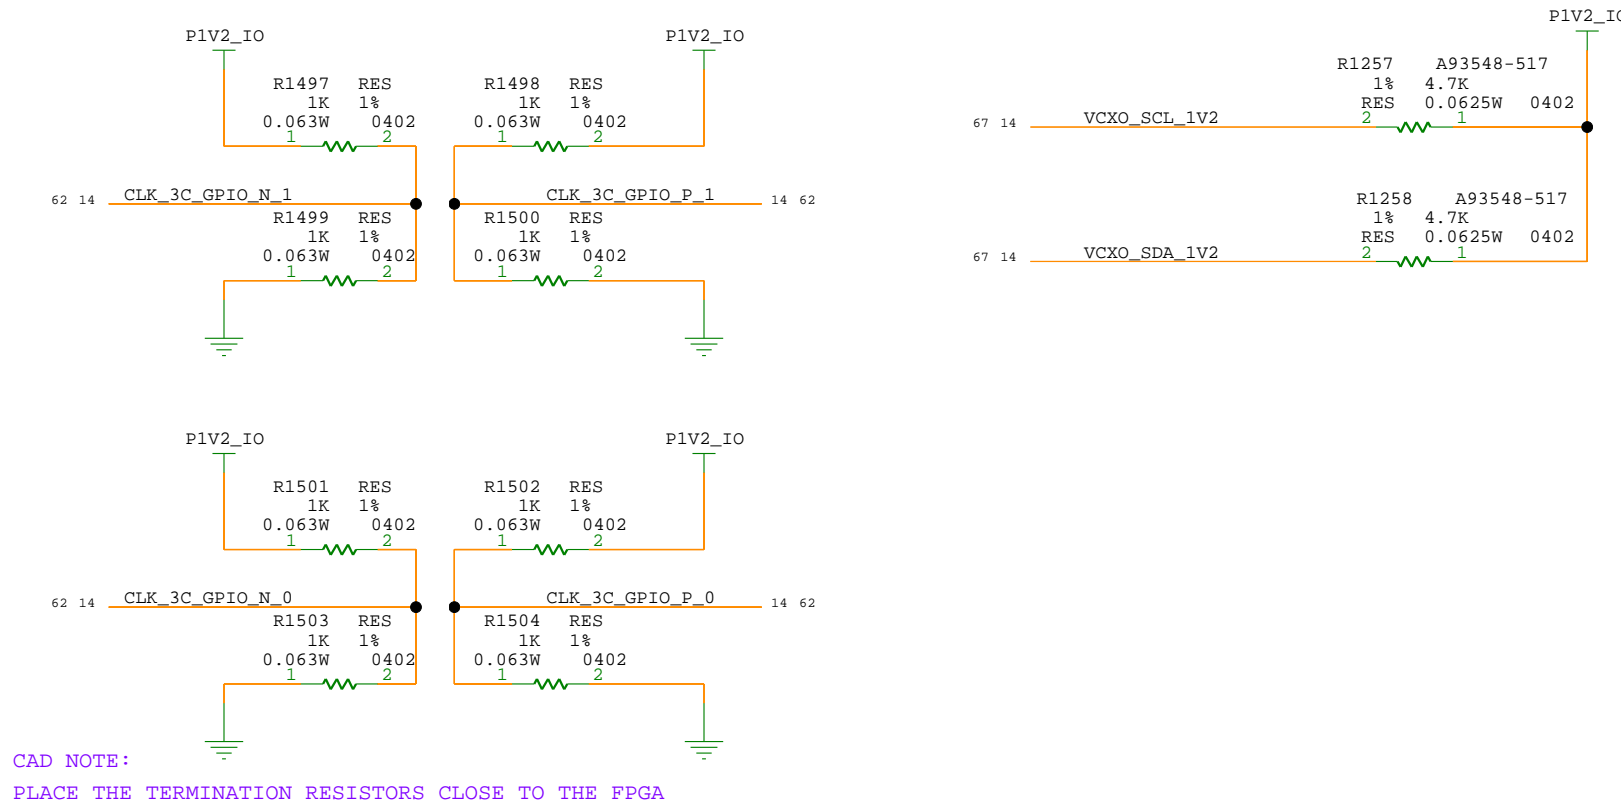 P1V2_IO P1V2_IO
R1497 RES R1498 RES
1K 1% 1K 1%
0.063W 0402 0.063W 0402
1 2 1 2
62 14 CLK_3C_GPIO_N_1 CLK_3C_GPIO_P_1 14 62
R1499 RES R1500 RES
1K 1% 1K 1%
0.063W 0402 0.063W 0402
1 2 1 2
P1V2_IO P1V2_IO
R1501 RES R1502 RES
1K 1% 1K 1%
0.063W 0402 0.063W 0402
1 2 1 2
62 14 CLK_3C_GPIO_N_0 CLK_3C_GPIO_P_0 14 62
R1503 RES R1504 RES
1K 1% 1K 1%
0.063W 0402 0.063W 0402
1 2 1 2
CAD NOTE:
PLACE THE TERMINATION RESISTORS CLOSE TO THE FPGA
P1V2_IO
R1257 A93548-517
1% 4.7K
RES 0.0625W 0402
67 14 VCXO_SCL_1V2 2 1
R1258 A93548-517
1% 4.7K
RES 0.0625W 0402
67 14 VCXO_SDA_1V2 2 1